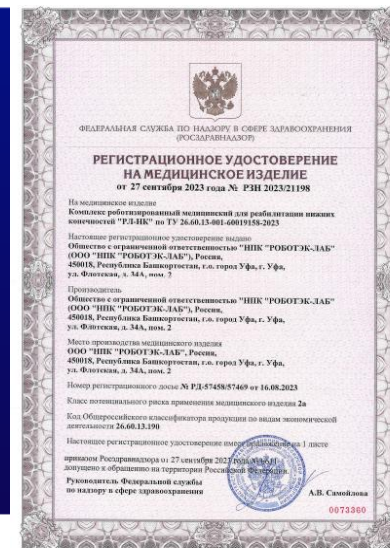 ФЕДЕРАЛЬНАЯ СЛУЖБА ПО НАДЗОРУ В СФЕРЕ ЗДРАВООХРАНЕНИЯ
(РОСЗДРАВНАДЗОР)
РЕГИСТРАЦИОННОЕ УДОСТОВЕРЕНИЕ
НА МЕДИЦИНСКОЕ ИЗДЕЛИЕ
от 27 сентября 2023 года № РЗН 2023/21198
На медицинское изделие
Комплекс роботизированный медицинский для реабилитации нижних
конечностей "РЛ-НК" по ТУ 26.60.13-001-60019158-2023
Настоящее регистрационное удостоверение выдано
Общество с ограниченной ответственностью "НПК "РОБОТЭК-ЛАБ"
(ООО "НПК "РОБОТЭК-ЛАБ"), Россия,
450018, Республика Башкортостан, г.о. город Уфа, г. Уфа,
ул. Флотская, д. 34А, пом. 2
Производитель
Общество с ограниченной ответственностью "НПК "РОБОТЭК-ЛАБ"
(ООО "НПК "РОБОТЭК-ЛАБ"), Россия,
450018, Республика Башкортостан, г.о. город Уфа, г. Уфа,
ул. Флотская, д. 34А, пом. 2
Место производства медицинского изделия
ООО "НПК "РОБОТЭК-ЛАБ", Россия,
450018, Республика Башкортостан, г.о. город Уфа, г. Уфа,
ул. Флотская, д. 34А, пом. 2
Номер регистрационного досье № РД-57458/57469 от 16.08.2023
Класс потенциального риска применения медицинского изделия 2а
Код Общероссийского классификатора продукции по видам экономической
деятельности 26.60.13.190
Настоящее регистрационное удостоверение имеет приложение на 1 листе
приказом Росздравнадзора от 27 сентября 2023 года
допущено к обращению на территории Российской Федерации.
Руководитель Федеральной службы
по надзору в сфере здравоохранения
А.В. Самойлова
0073360